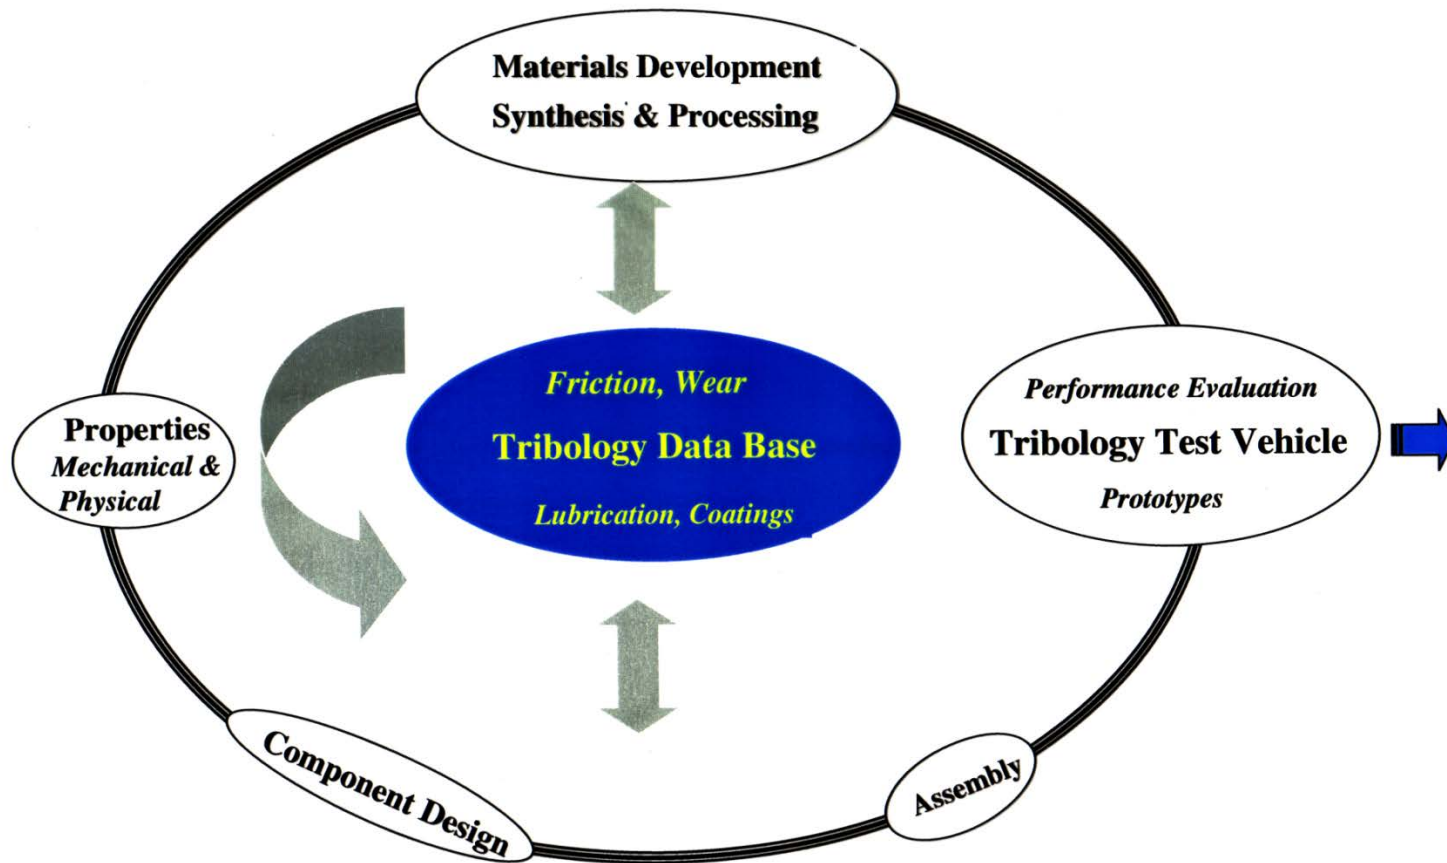 Materials Development
Synthesis & Processing
Friction, Wear
Tribology Data Base
Lubrication, Coatings
Properties
Mechanical &
Physical
Performance Evaluation
Tribology Test Vehicle
Prototypes
Component Design
Assembly